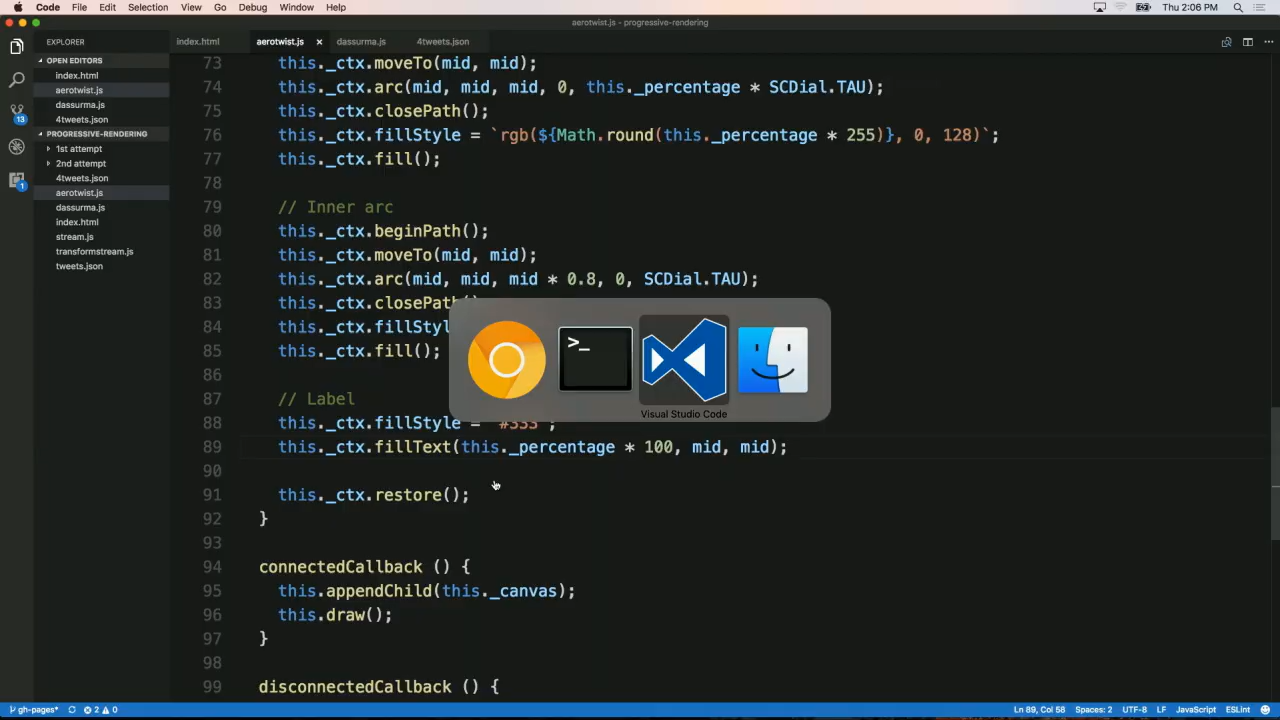 Code File Edit Selection View Go Debug Window Help Thu 2:06 PM
aerotwist.js - progressive-rendering
EXPLORER
index.html aerotwist.js × dassurma.js 4tweets.json
OPEN EDITORS
index.html
aerotwist.js
dassurma.js
4tweets.json
PROGRESSIVE-RENDERING
1st attempt
2nd attempt
4tweets.json
aerotwist.js
dassurma.js
index.html
stream.js
transformstream.js
tweets.json
13
1
73 this._ctx.moveTo(mid, mid);
74 this._ctx.arc(mid, mid, mid, 0, this._percentage * SCDial.TAU);
75 this._ctx.closePath();
76 this._ctx.fillStyle = `rgb(${Math.round(this._percentage * 255)}, 0, 128)`;
77 this._ctx.fill();
78
79 // Inner arc
80 this._ctx.beginPath();
81 this._ctx.moveTo(mid, mid);
82 this._ctx.arc(mid, mid, mid * 0.8, 0, SCDial.TAU);
83 this._ctx.closePath(
84 this._ctx.fillStyl
85 this._ctx.fill();
86
87 // Label
88 this._ctx.fillStyle = '#333';
89 this._ctx.fillText(this._percentage * 100, mid, mid);
90
91 this._ctx.restore();
92 }
93
94 connectedCallback () {
95 this.appendChild(this._canvas);
96 this.draw();
97 }
98
99 disconnectedCallback () {
>_
Visual Studio Code
gh-pages* 2 0 Ln 89, Col 58 Spaces: 2 UTF-8 LF JavaScript ESLint